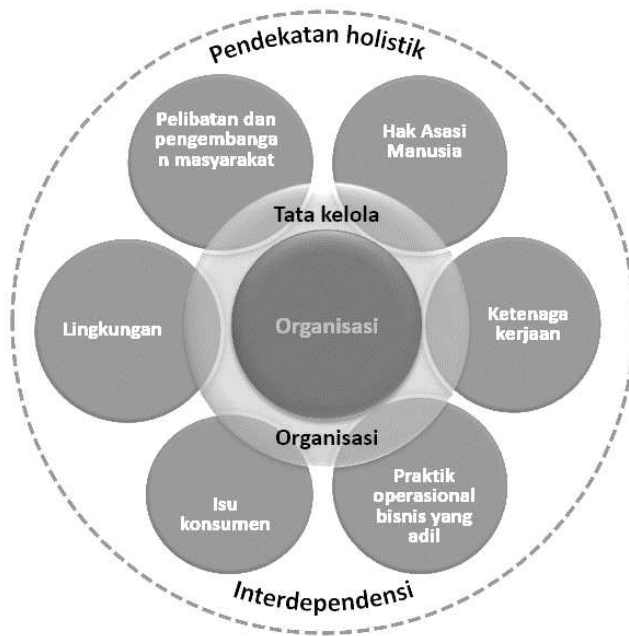 Pendekatan holistik
Pelibatan dan
pengembanga
n masyarakat
Hak Asasi
Manusia
Tata kelola
Lingkungan
Organisasi
Ketenaga
kerjaan
Organisasi
Isu
konsumen
Praktik
operasional
bisnis yang
adil
Interdependensi